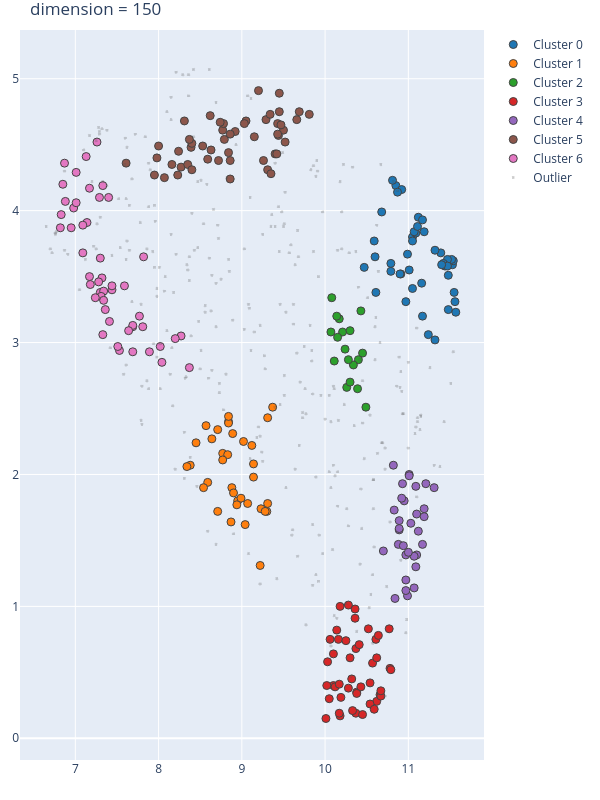 dimension = 150
Cluster 0
Cluster 1
Cluster 2
Cluster 3
Cluster 4
Cluster 5
Cluster 6
Outlier
5
4
3
2
1
0
7 8 9 10 11